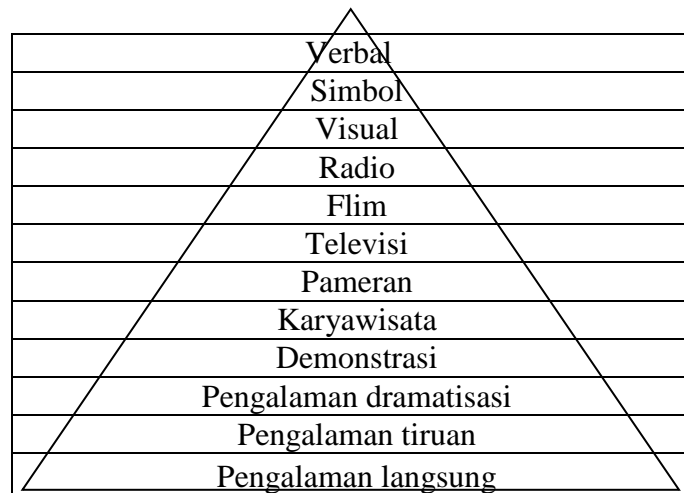 Verbal
Simbol
Visual
Radio
Flim
Televisi
Pameran
Karyawisata
Demonstrasi
Pengalaman dramatisasi
Pengalaman tiruan
Pengalaman langsung